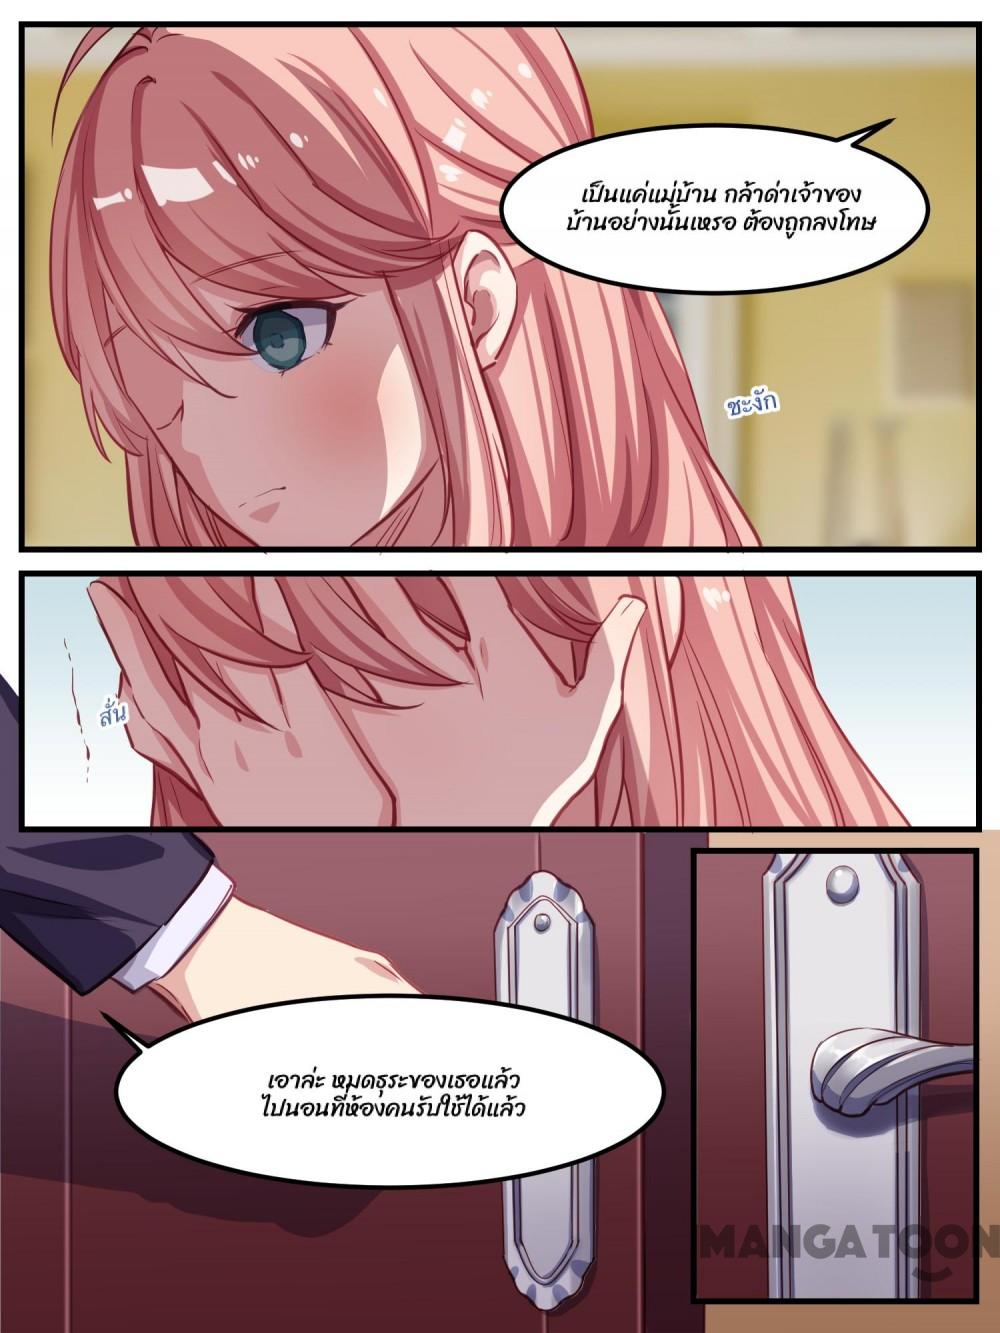 เป็นแค่แม่บ้าน กล้าด่าเจ้าของ
บ้านอย่างนั้นเหรอ ต้องถูกลงโทษ
ชะงัก
สั่น
เอาล่ะ หมดธุระของเธอแล้ว
ไปนอนที่ห้องคนรับใช้ได้แล้ว
MANGATOON